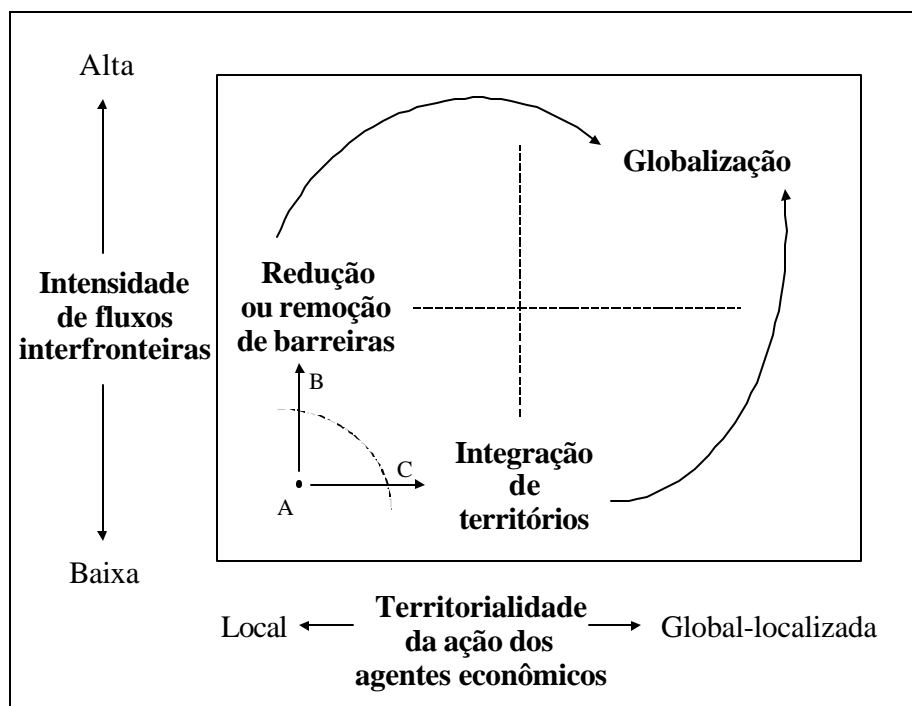 Alta
Globalização
Redução
ou remoção
de barreiras
Intensidade
de fluxos
interfronteiras
B
Integração
de
territórios
C
A
Baixa
Local
Territorialidade
da ação dos
agentes econômicos
Global-localizada